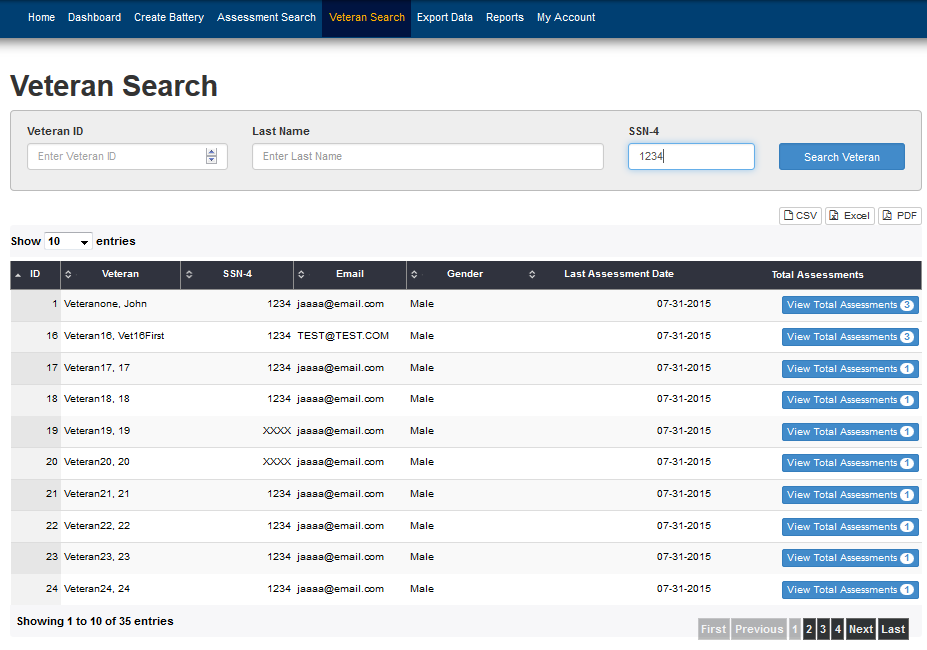 Home Dashboard Create Battery Assessment Search Veteran Search Export Data Reports My Account
Veteran Search
Veteran ID Last Name SSN-4
Enter Veteran ID Enter Last Name 1234 Search Veteran
CSV Excel PDF
Show 10 entries
ID Veteran SSN-4 Email Gender Last Assessment Date Total Assessments
1 Veteranone, John 1234 jaaaa@email.com Male 07-31-2015 View Total Assessments 3
16 Veteran16, Vet16First 1234 TEST@TEST.COM Male 07-31-2015 View Total Assessments 3
17 Veteran17, 17 1234 jaaaa@email.com Male 07-31-2015 View Total Assessments 1
18 Veteran18, 18 1234 jaaaa@email.com Male 07-31-2015 View Total Assessments 1
19 Veteran19, 19 XXXX jaaaa@email.com Male 07-31-2015 View Total Assessments 1
20 Veteran20, 20 XXXX jaaaa@email.com Male 07-31-2015 View Total Assessments 1
21 Veteran21, 21 1234 jaaaa@email.com Male 07-31-2015 View Total Assessments 1
22 Veteran22, 22 1234 jaaaa@email.com Male 07-31-2015 View Total Assessments 1
23 Veteran23, 23 1234 jaaaa@email.com Male 07-31-2015 View Total Assessments 1
24 Veteran24, 24 1234 jaaaa@email.com Male 07-31-2015 View Total Assessments 1
Showing 1 to 10 of 35 entries
First Previous 1 2 3 4 Next Last